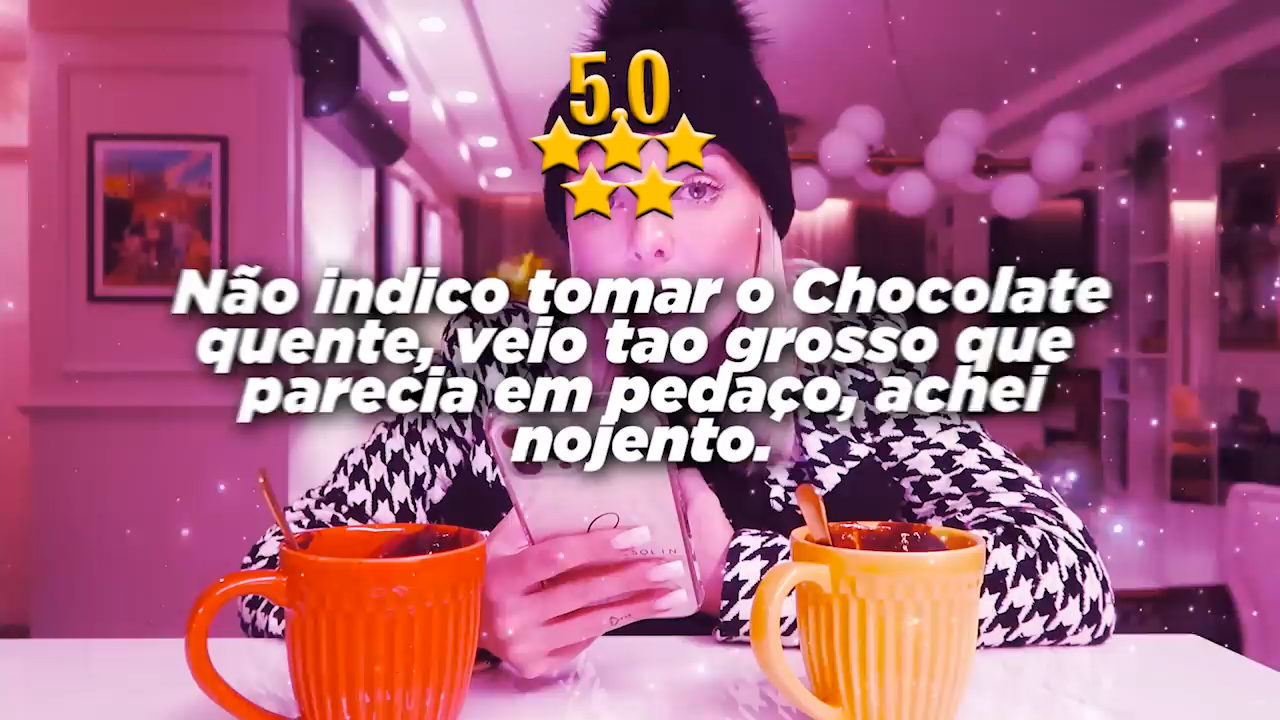 5.0
Não indico tomar o Chocolate
quente, veio tao grosso que
parecia em pedaço, achei
nojento.